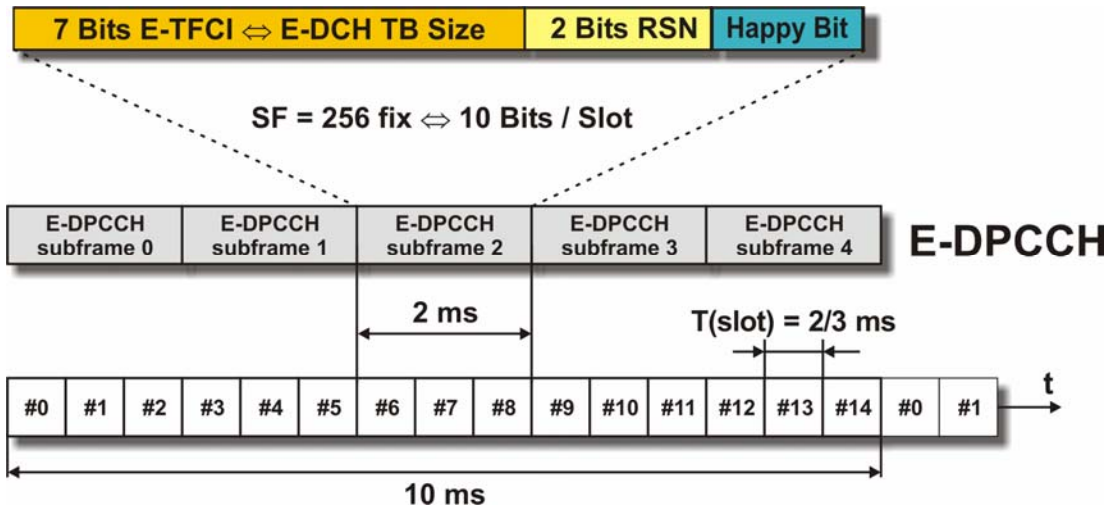 7 Bits E-TFCI ⇔ E-DCH TB Size 2 Bits RSN Happy Bit
SF = 256 fix ⇔ 10 Bits / Slot
E-DPCCH E-DPCCH E-DPCCH E-DPCCH E-DPCCH
subframe 0 subframe 1 subframe 2 subframe 3 subframe 4
E-DPCCH
2 ms
T(slot) = 2/3 ms
#0 #1 #2 #3 #4 #5 #6 #7 #8 #9 #10 #11 #12 #13 #14 #0 #1
t
10 ms